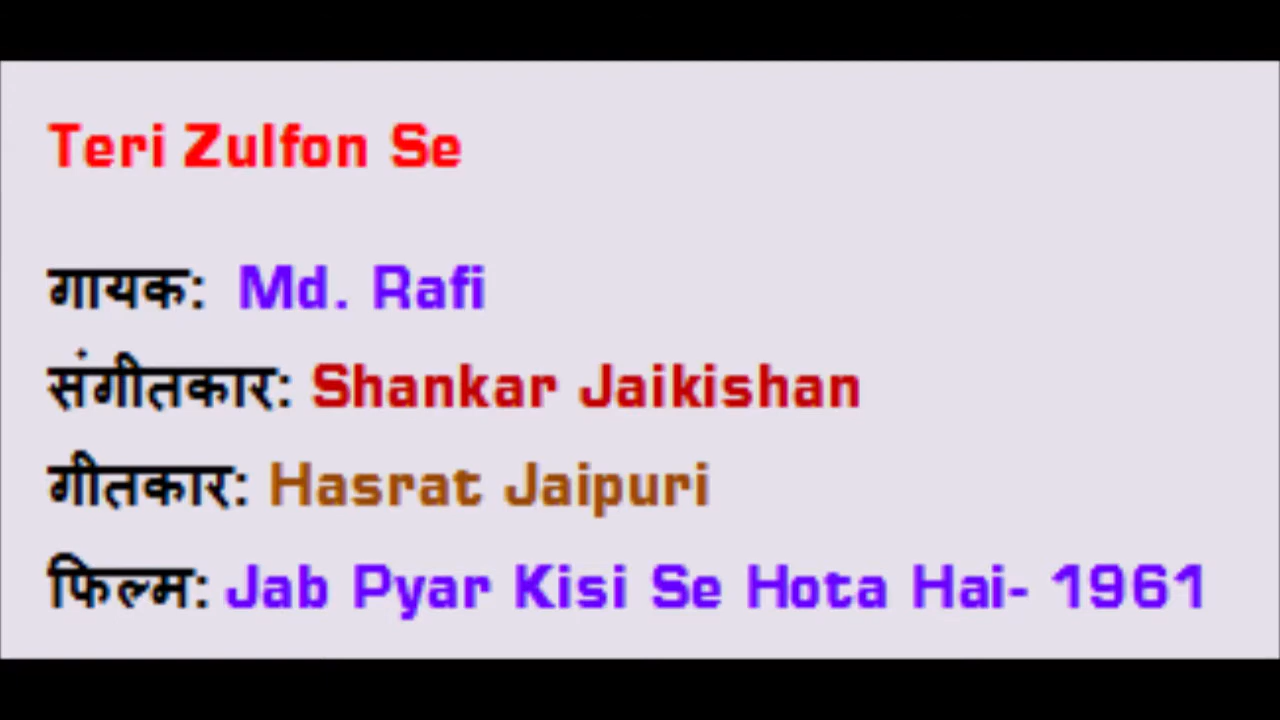 Teri Zulfon Se
गायक: Md. Rafi
संगीतकार: Shankar Jaikishan
गीतकार: Hasrat Jaipuri
फिल्म: Jab Pyar Kisi Se Hota Hai- 1961